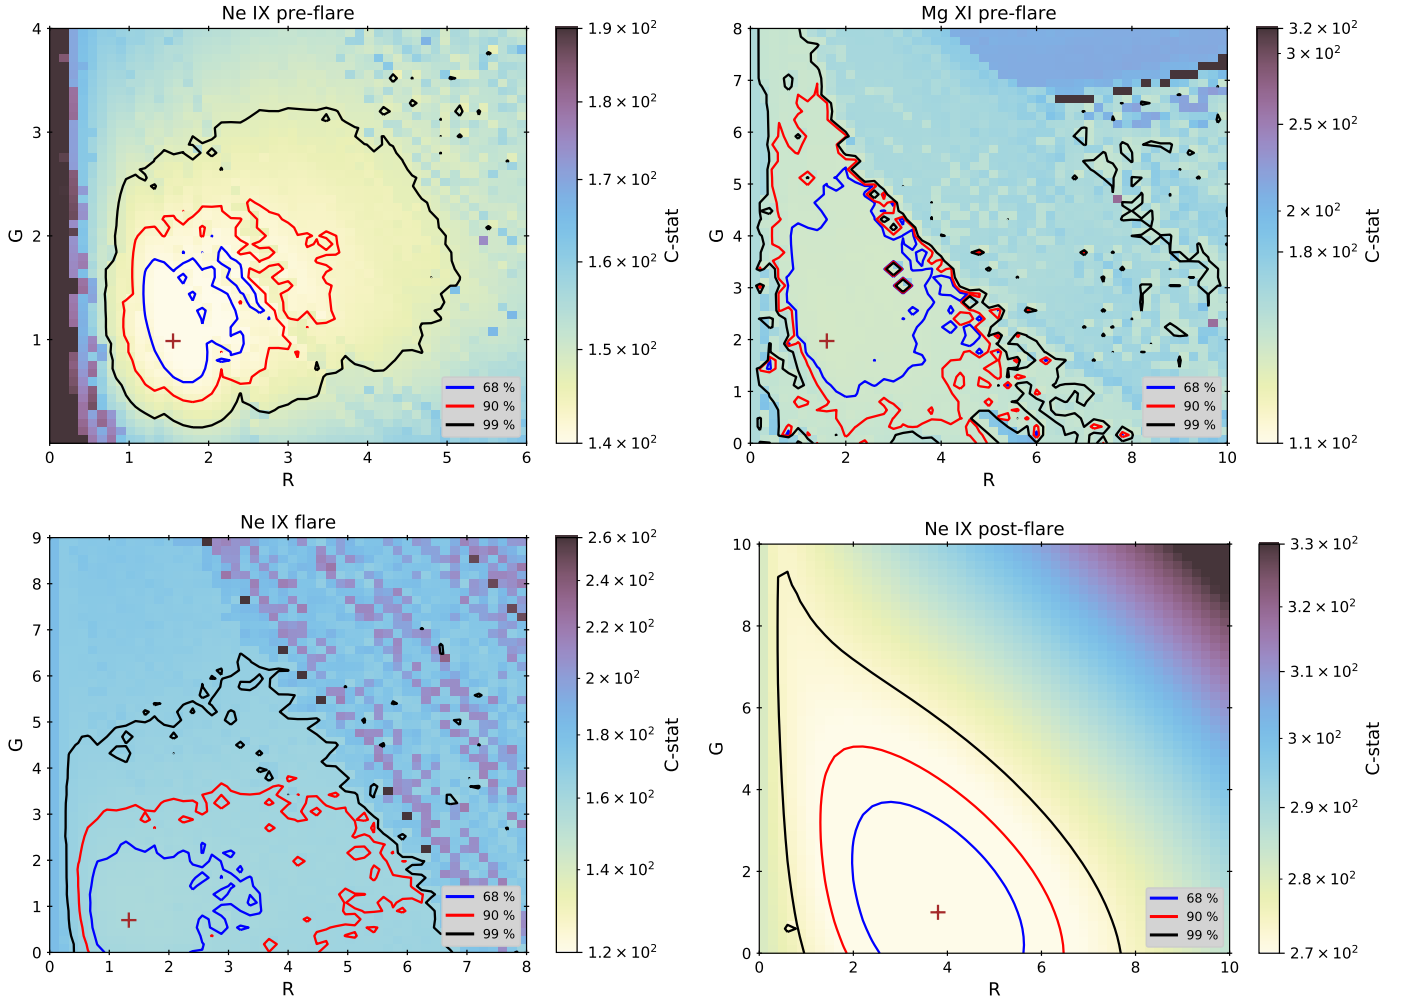 Ne IX pre-flare
4
3
2
1
0
1
2
3
4
5
6
G
R
68 %
90 %
99 %
1.9 × 10²
1.8 × 10²
1.7 × 10²
1.6 × 10²
1.5 × 10²
1.4 × 10²
C-stat
Mg XI pre-flare
8
7
6
5
4
3
2
1
0
0
2
4
6
8
10
G
R
68 %
90 %
99 %
3.2 × 10²
3 × 10²
2.5 × 10²
2 × 10²
1.8 × 10²
1.1 × 10²
C-stat
Ne IX flare
9
8
7
6
5
4
3
2
1
0
0
1
2
3
4
5
6
7
8
G
R
68 %
90 %
99 %
2.6 × 10²
2.4 × 10²
2.2 × 10²
2 × 10²
1.8 × 10²
1.6 × 10²
1.4 × 10²
1.2 × 10²
C-stat
Ne IX post-flare
10
8
6
4
2
0
0
2
4
6
8
10
G
R
68 %
90 %
99 %
3.3 × 10²
3.2 × 10²
3.1 × 10²
3 × 10²
2.9 × 10²
2.8 × 10²
2.7 × 10²
C-stat